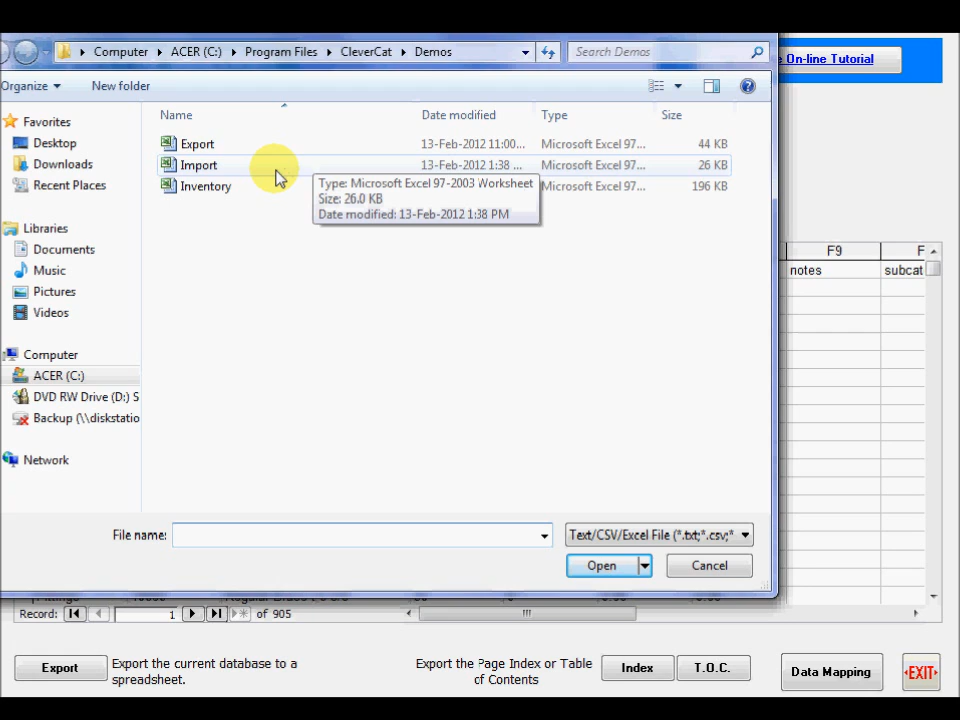 Computer ACER (C:) Program Files CleverCat Demos
Search Demos
On-line Tutorial
Organize New folder
Favorites
Desktop
Downloads
Recent Places
Libraries
Documents
Music
Pictures
Videos
Computer
ACER (C:)
DVD RW Drive (D:) S
Backup (\\diskstatio
Network
Name Date modified Type Size
Export 13-Feb-2012 11:00... Microsoft Excel 97... 44 KB
Import 13-Feb-2012 1:38 ... Microsoft Excel 97... 26 KB
Inventory Microsoft Excel 97... 196 KB
Type: Microsoft Excel 97-2003 Worksheet
Size: 26.0 KB
Date modified: 13-Feb-2012 1:38 PM
F9 F
notes subcat
File name:
Text/CSV/Excel File (*.txt;*.csv;*
Open Cancel
Record: 1 of 905
Export
Export the current database to a
spreadsheet.
Export the Page Index or Table
of Contents
Index
T.O.C.
Data Mapping
EXIT